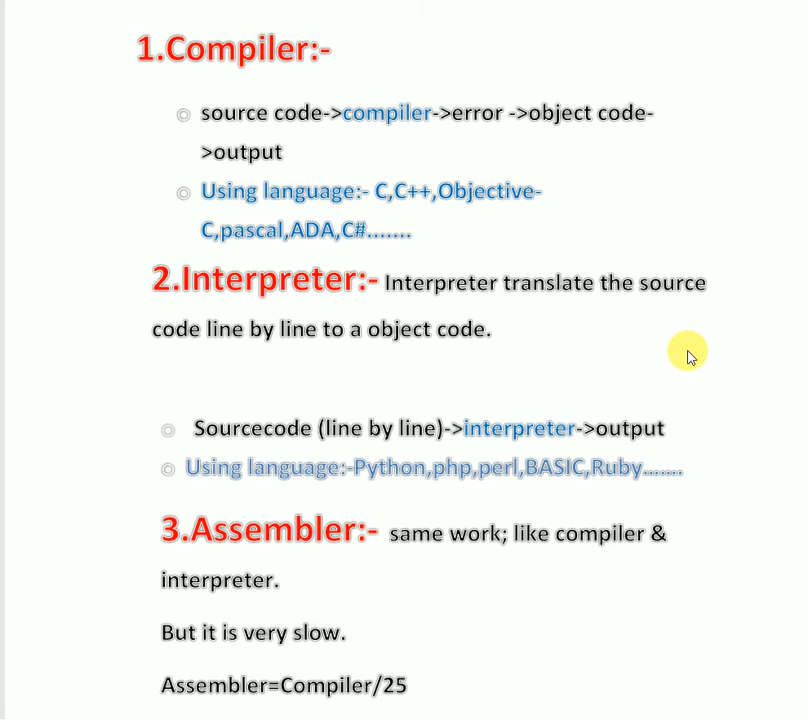 1.Compiler:-
source code->compiler->error ->object code-
>output
Using language:- C,C++,Objective-
C,pascal,ADA,C#.......
2.Interpreter:- Interpreter translate the source
code line by line to a object code.
Sourcecode (line by line)->interpreter->output
Using language:-Python,php,perl,BASIC,Ruby.......
3.Assembler:- same work; like compiler &
interpreter.
But it is very slow.
Assembler=Compiler/25